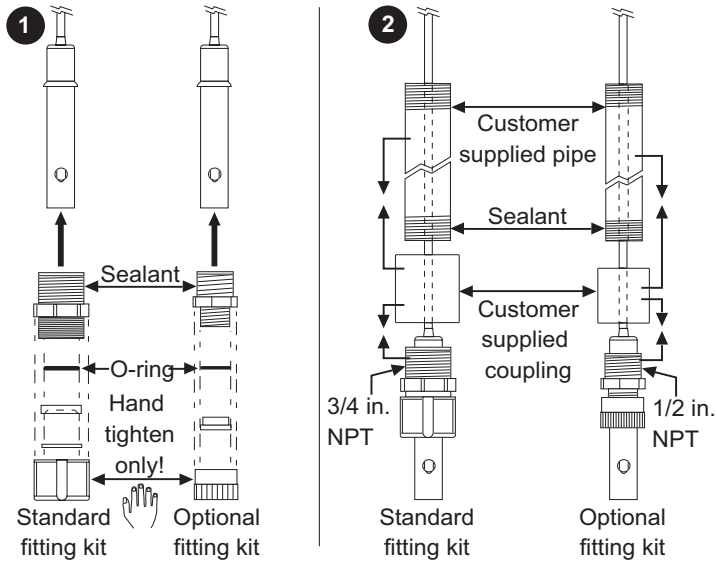 1
Sealant
O-ring
Hand
tighten
only!
Standard
fitting kit
Optional
fitting kit
2
Customer
supplied pipe
Sealant
Customer
supplied
coupling
3/4 in.
NPT
1/2 in.
NPT
Standard
fitting kit
Optional
fitting kit